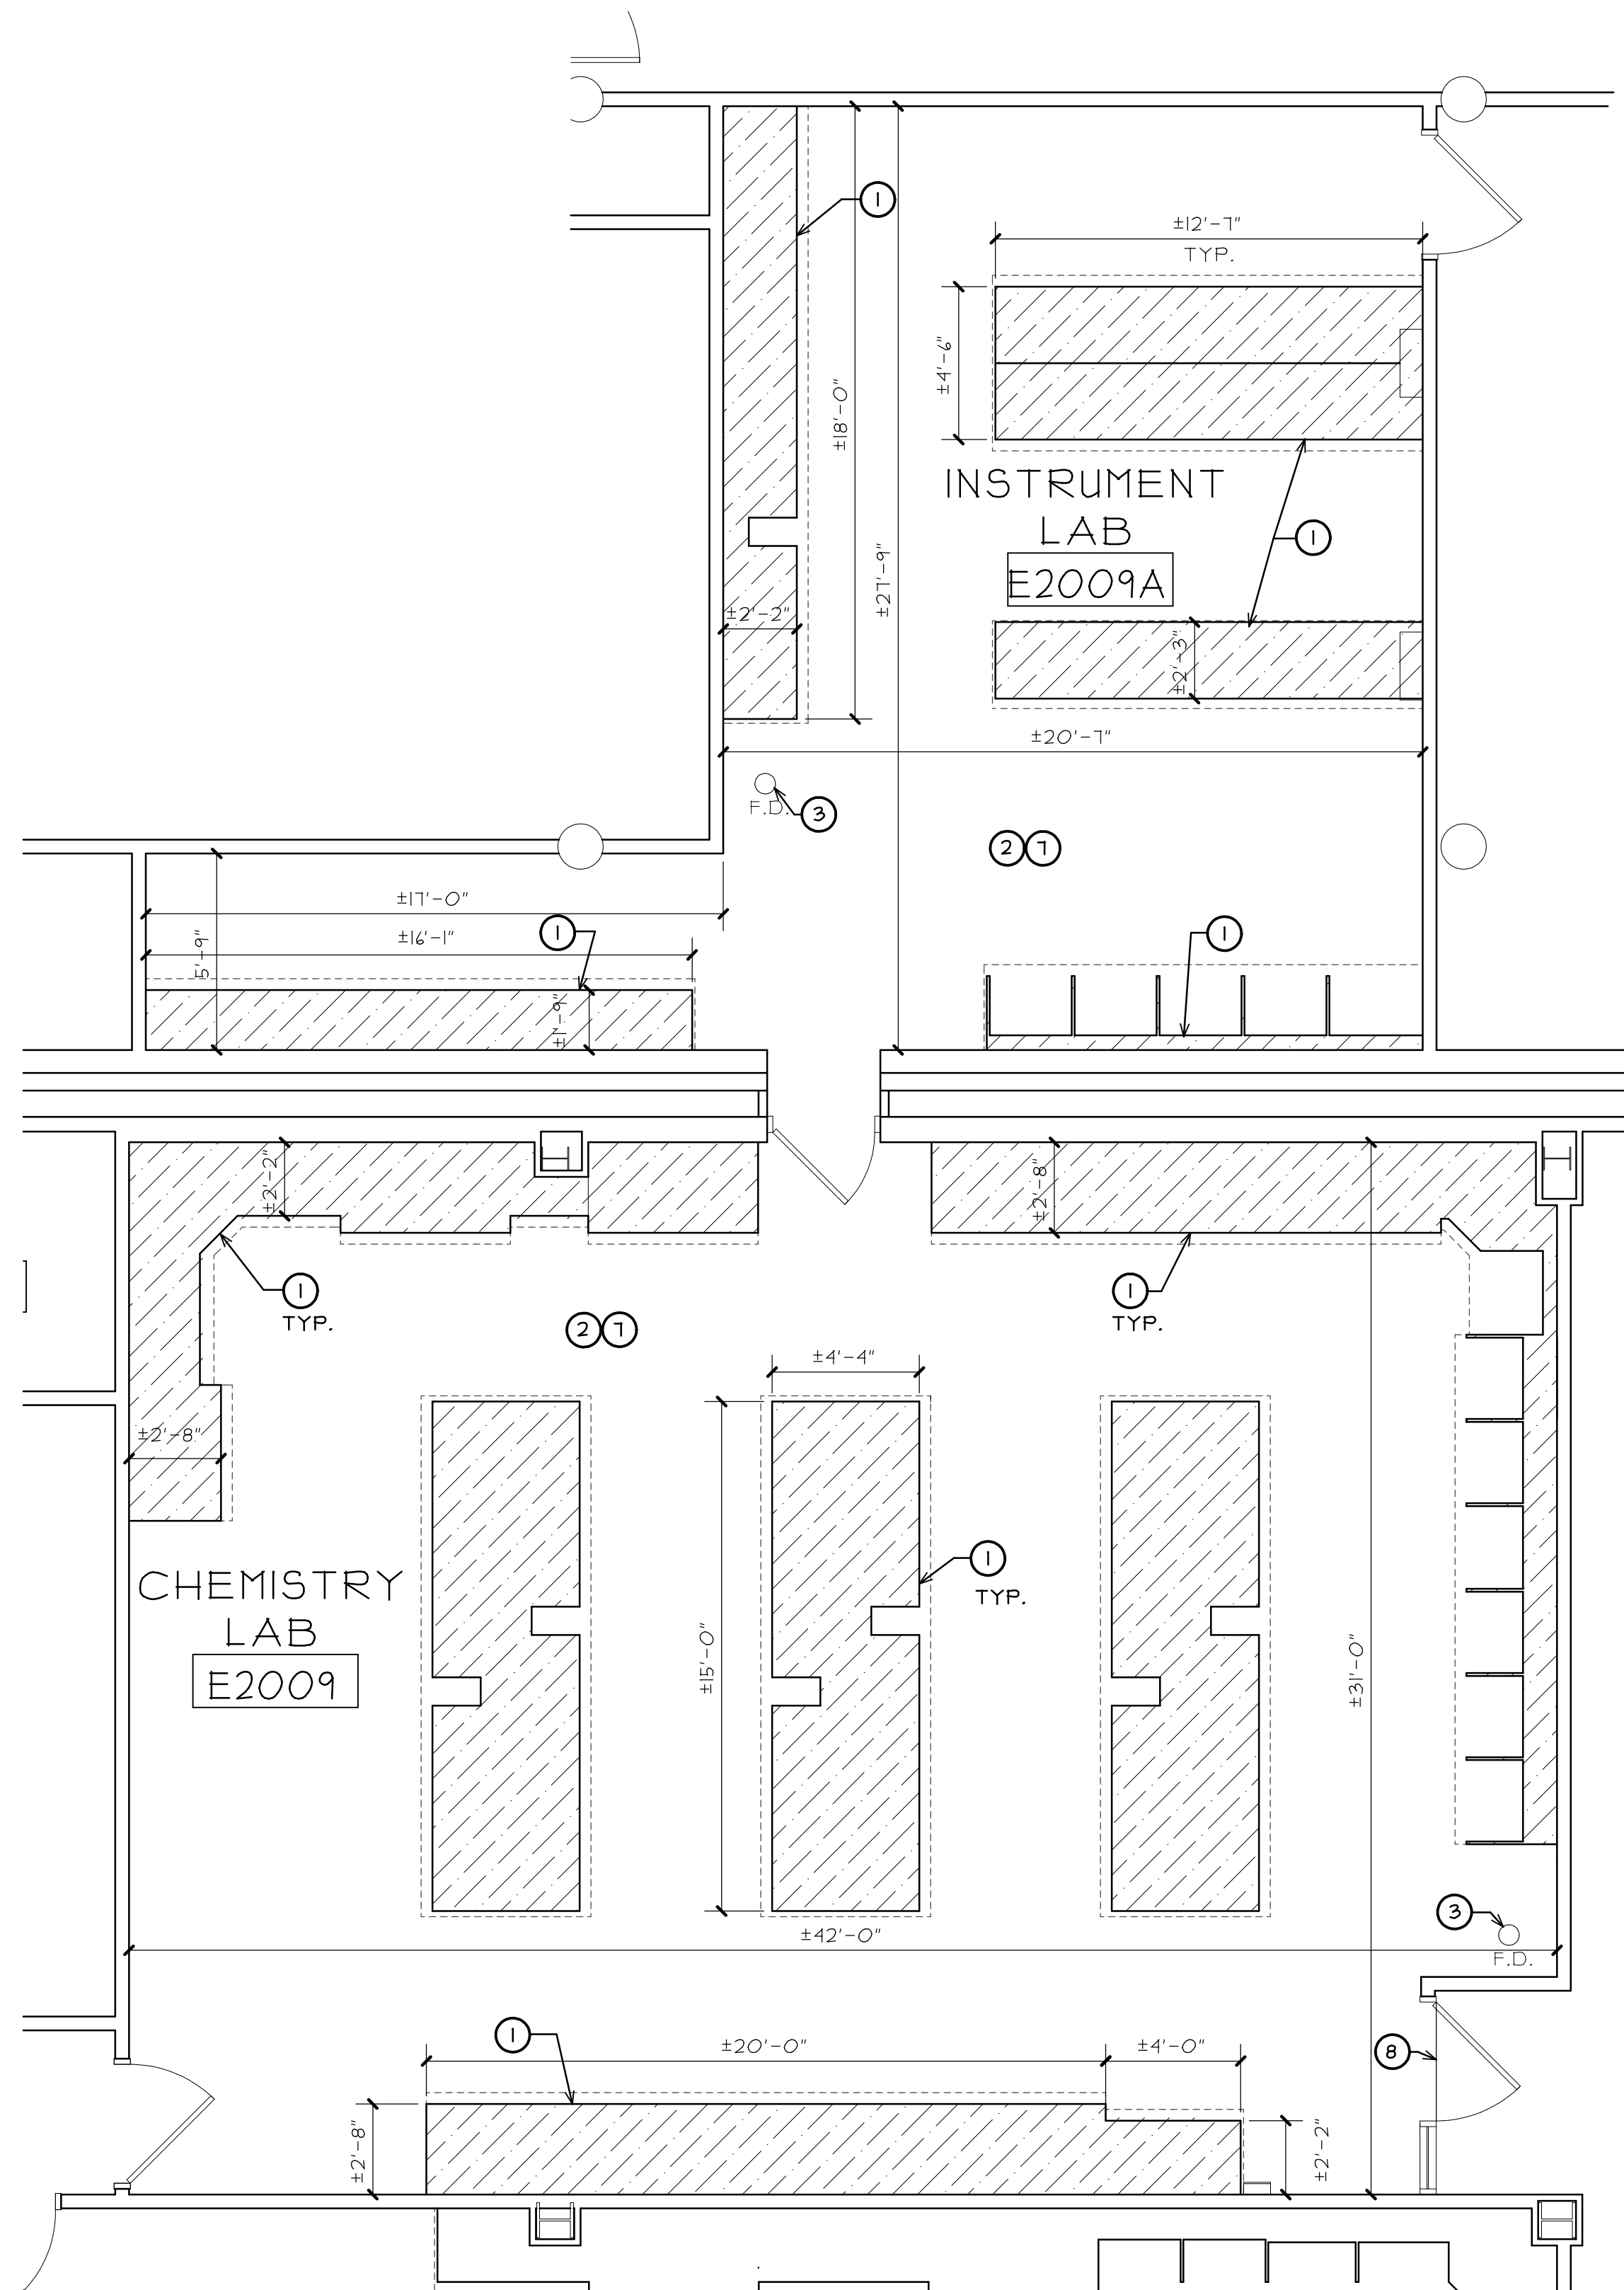 1
±12'-7"
TYP.
±4'-6"
±18'-0"
INSTRUMENT
LAB
E2009A
1
±27'-9"
±2'-2"
±2'-3"
±20'-7"
F.D.
3
2 7
±17'-0"
±16'-1"
1
1
5'-9"
±1'-9"
±2'-2"
±2'-8"
1
TYP.
1
TYP.
2 7
±4'-4"
±2'-8"
CHEMISTRY
LAB
E2009
1
TYP.
±15'-0"
±31'-0"
3
F.D.
±42'-0"
1
±20'-0"
±4'-0"
8
±2'-8"
±2'-2"